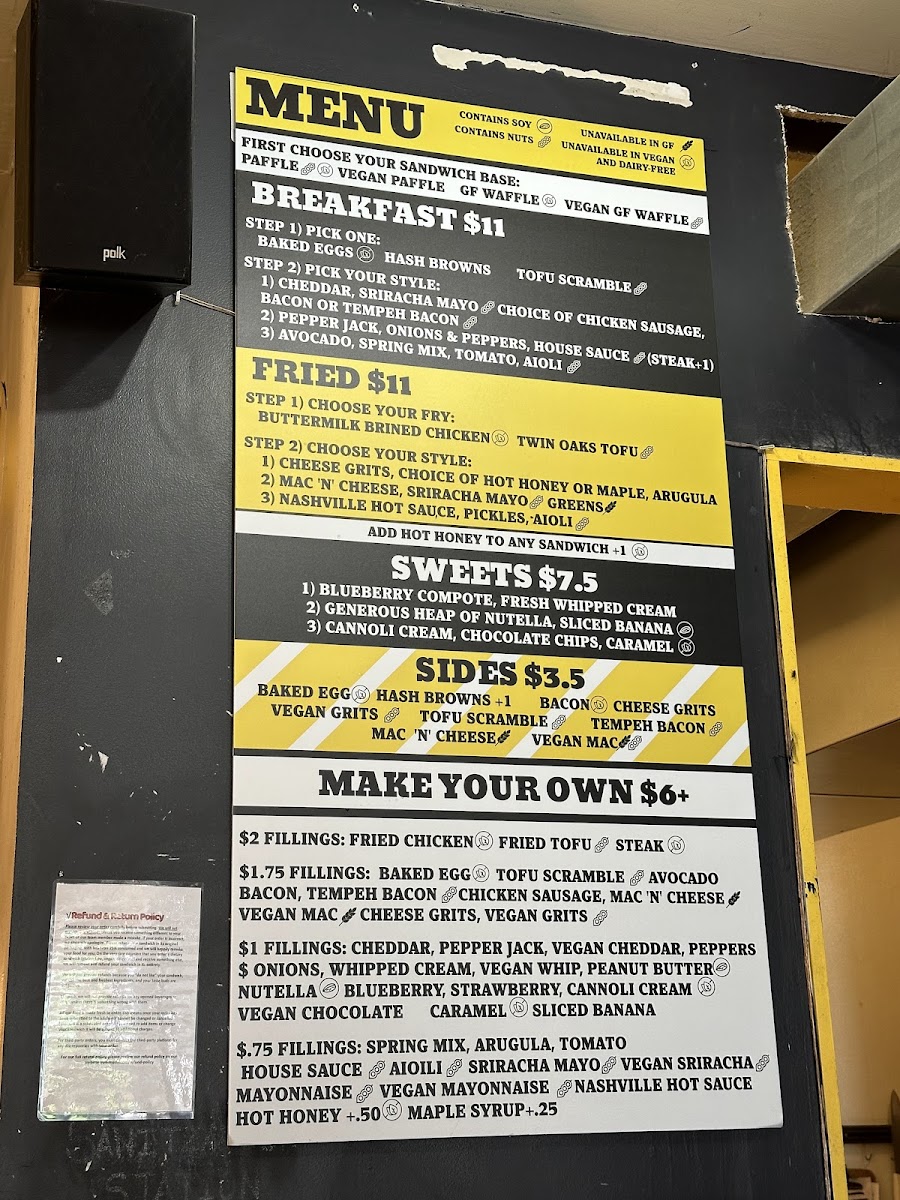 polk
MENU
CONTAINS SOY
CONTAINS NUTS
UNAVAILABLE IN GF
UNAVAILABLE IN VEGAN
AND DAIRY-FREE
FIRST CHOOSE YOUR SANDWICH BASE:
PAFFLE VEGAN PAFFLE GF WAFFLE VEGAN GF WAFFLE
BREAKFAST $11
STEP 1) PICK ONE:
BAKED EGGS HASH BROWNS TOFU SCRAMBLE
STEP 2) PICK YOUR STYLE:
1) CHEDDAR, SRIRACHA MAYO CHOICE OF CHICKEN SAUSAGE,
BACON OR TEMPEH BACON
2) PEPPER JACK, ONIONS & PEPPERS, HOUSE SAUCE (STEAK+1)
3) AVOCADO, SPRING MIX, TOMATO, AIOLI
FRIED $11
STEP 1) CHOOSE YOUR FRY:
BUTTERMILK BRINED CHICKEN TWIN OAKS TOFU
STEP 2) CHOOSE YOUR STYLE:
1) CHEESE GRITS, CHOICE OF HOT HONEY OR MAPLE, ARUGULA
2) MAC 'N' CHEESE, SRIRACHA MAYO GREENS
3) NASHVILLE HOT SAUCE, PICKLES, AIOLI
ADD HOT HONEY TO ANY SANDWICH +1
SWEETS $7.5
1) BLUEBERRY COMPOTE, FRESH WHIPPED CREAM
2) GENEROUS HEAP OF NUTELLA, SLICED BANANA
3) CANNOLI CREAM, CHOCOLATE CHIPS, CARAMEL
SIDES $3.5
BAKED EGG HASH BROWNS +1 BACON CHEESE GRITS
VEGAN GRITS TOFU SCRAMBLE TEMPEH BACON
MAC 'N' CHEESE VEGAN MAC
MAKE YOUR OWN $6+
$2 FILLINGS: FRIED CHICKEN FRIED TOFU STEAK
$1.75 FILLINGS: BAKED EGG TOFU SCRAMBLE AVOCADO
BACON, TEMPEH BACON CHICKEN SAUSAGE, MAC 'N' CHEESE
VEGAN MAC CHEESE GRITS, VEGAN GRITS
$1 FILLINGS: CHEDDAR, PEPPER JACK, VEGAN CHEDDAR, PEPPERS
$ ONIONS, WHIPPED CREAM, VEGAN WHIP, PEANUT BUTTER
NUTELLA BLUEBERRY, STRAWBERRY, CANNOLI CREAM
VEGAN CHOCOLATE CARAMEL SLICED BANANA
$.75 FILLINGS: SPRING MIX, ARUGULA, TOMATO
HOUSE SAUCE AIOILI SRIRACHA MAYO VEGAN SRIRACHA
MAYONNAISE VEGAN MAYONNAISE NASHVILLE HOT SAUCE
HOT HONEY +.50 MAPLE SYRUP+.25
Refund & Return Policy